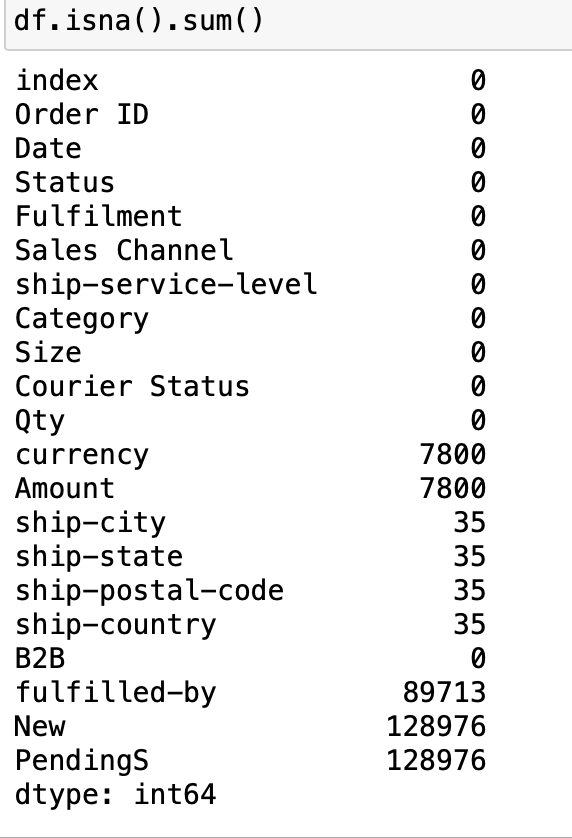 df.isna().sum()
index 0
Order ID 0
Date 0
Status 0
Fulfilment 0
Sales Channel 0
ship-service-level 0
Category 0
Size 0
Courier Status 0
Qty 0
currency 7800
Amount 7800
ship-city 35
ship-state 35
ship-postal-code 35
ship-country 35
B2B 0
fulfilled-by 89713
New 128976
PendingS 128976
dtype: int64